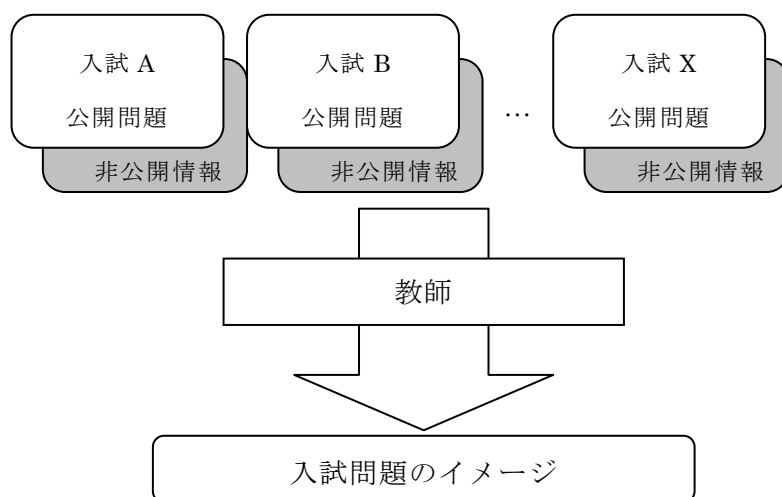 入試 A
公開問題
非公開情報
入試 B
公開問題
非公開情報
…
入試 X
公開問題
非公開情報
教師
入試問題のイメージ